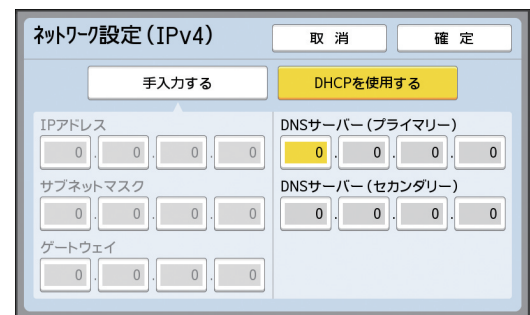 ネットワーク設定(IPv4)
取 消
確 定
手入力する
DHCPを使用する
IPアドレス
0.0.0.0
サブネットマスク
0.0.0.0
ゲートウェイ
0.0.0.0
DNSサーバー(プライマリー)
0.0.0.0
DNSサーバー(セカンダリー)
0.0.0.0